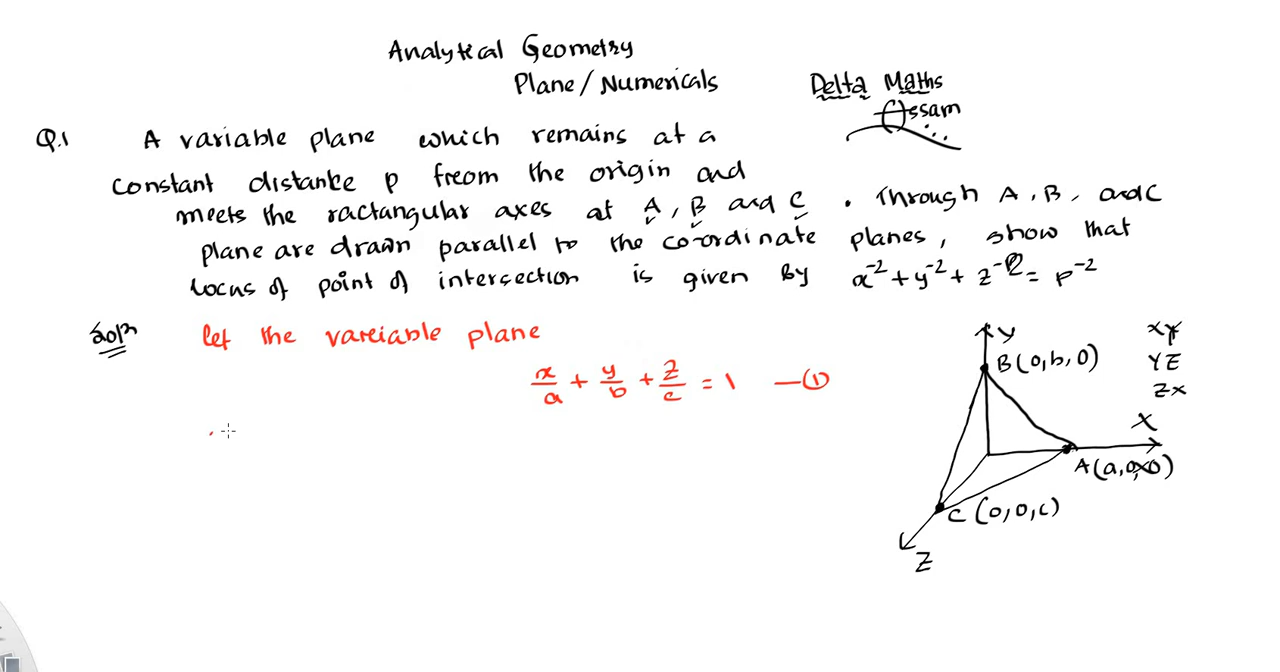 Analytical Geometry
Plane/Numericals
Delta Maths
Ossam
Q.1 A variable plane which remains at a
constant distanke p freom the origin and
meets the ractangular axes at A, B and C. Through A, B, and C
plane are drawn parallel to the co-ordinate planes, show that
locus of point of intersection is given by x⁻² + y⁻² + z⁻² = p⁻²
Solⁿ let the vareiable plane
x/a + y/b + z/c = 1 —①
Y
B(0,b,0)
XY
YZ
ZX
X
A(a,0,0)
C(0,0,c)
Z